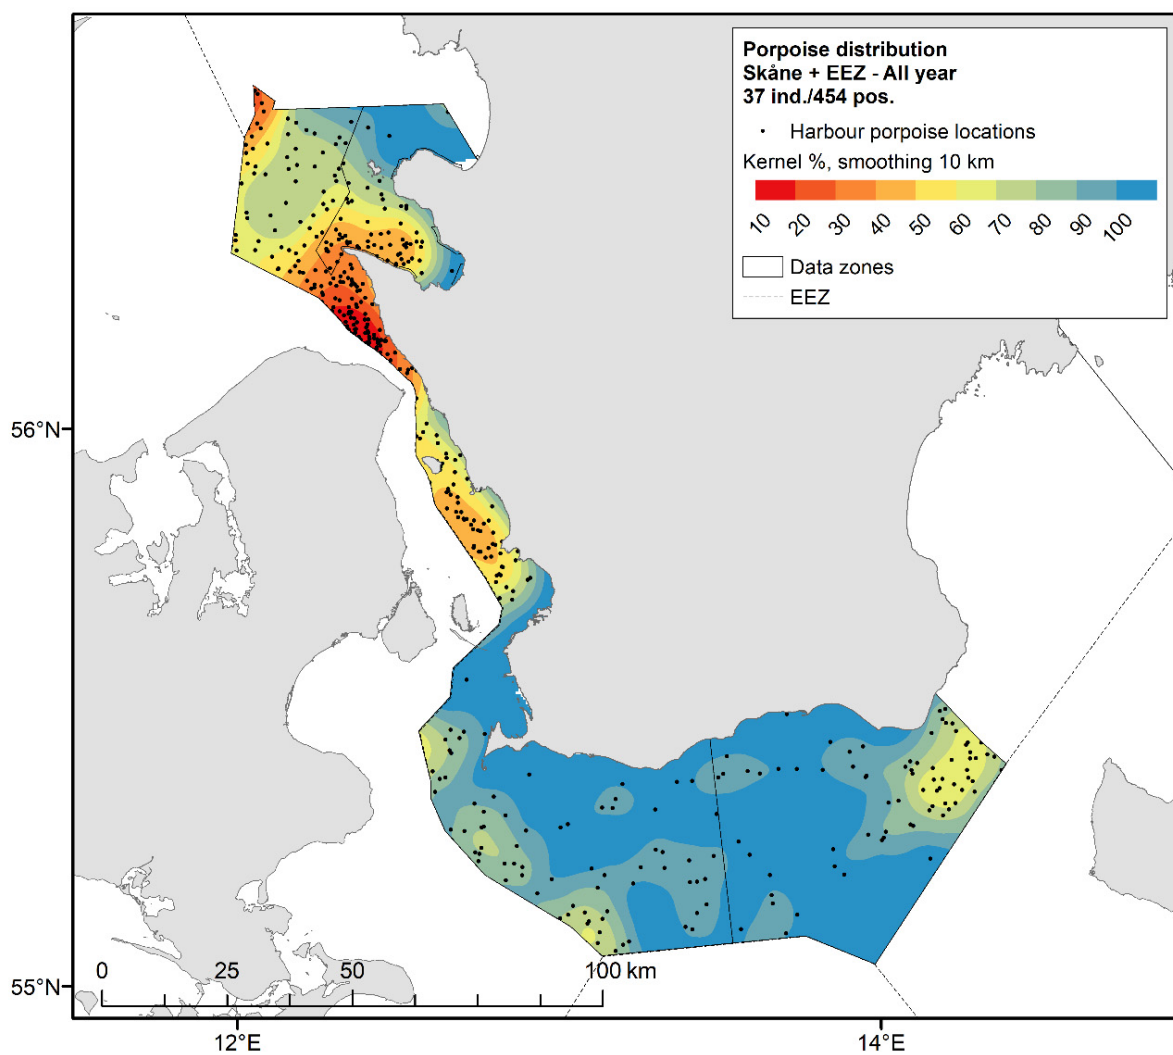 Porpoise distribution
Skåne + EEZ - All year
37 ind./454 pos.
Harbour porpoise locations
Kernel %, smoothing 10 km
10 20 30 40 50 60 70 80 90 100
Data zones
EEZ
56°N
0 25 50 100 km
55°N
12°E 14°E